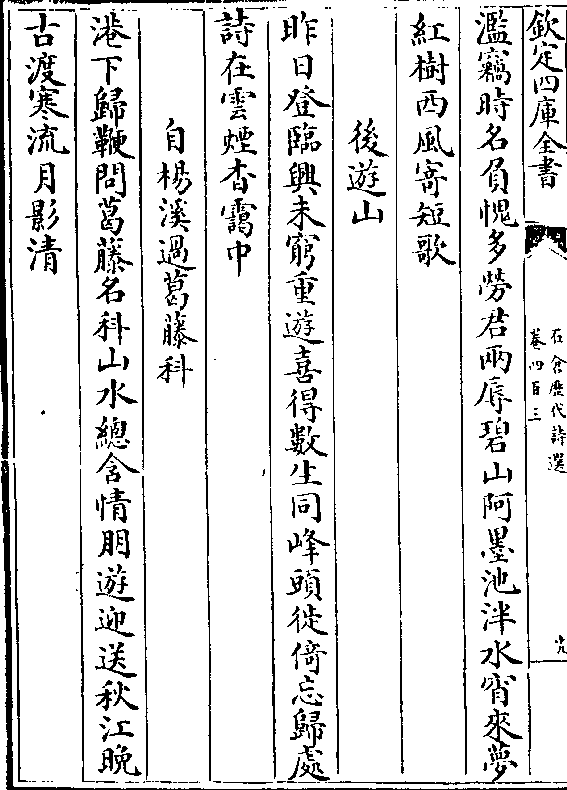 欽定四庫全書
石倉歷代詩選
卷四百三
十九
濫竊時名負愧多勞君兩辱碧山阿墨池泮水宵來夢
紅樹西風寄短歌
後遊山
昨日登臨興未窮重遊喜得數生同峰頭徙倚忘歸處
詩在雲煙杳靄中
自楊溪過葛藤科
港下歸鞭問葛藤名科山水總含情朋遊迎送秋江晩
古渡寒流月影清